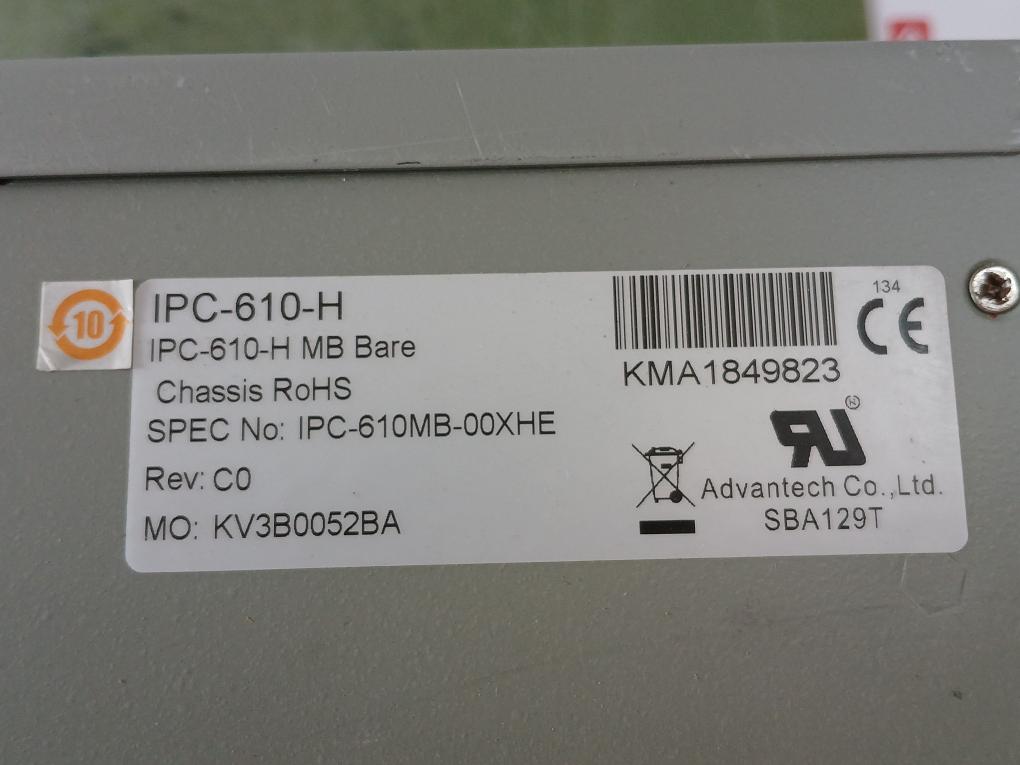 10
IPC-610-H
IPC-610-H MB Bare
Chassis RoHS
SPEC No: IPC-610MB-00XHE
Rev: C0
MO: KV3B0052BA
KMA1849823
134
CE
RU®
Advantech Co.,Ltd.
SBA129T